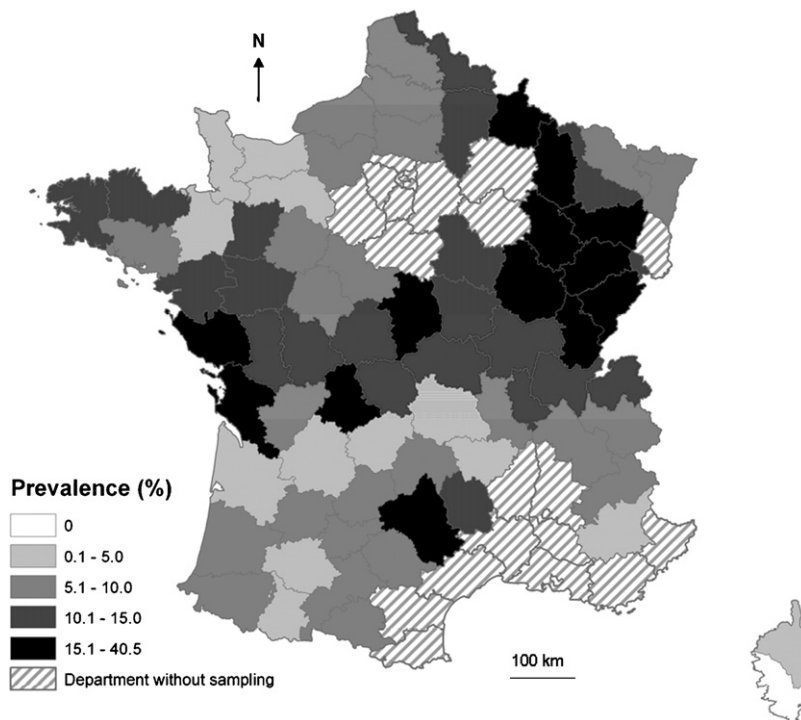 N
Prevalence (%)
0
0.1 - 5.0
5.1 - 10.0
10.1 - 15.0
15.1 - 40.5
Department without sampling
100 km